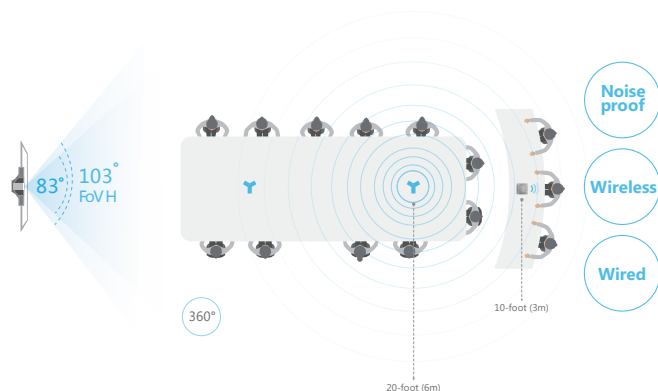 83°
103°
FoV H
360°
20-foot (6m)
10-foot (3m)
Noise
proof
Wireless
Wired